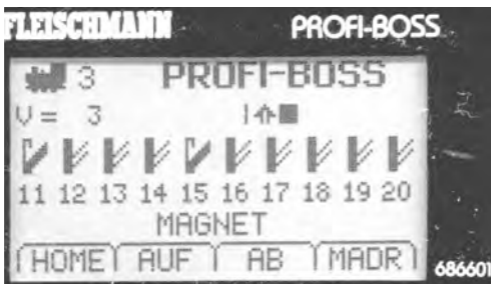 FLEISCHMANN PROFI-BOSS
3 PROFI-BOSS
V = 3
11 12 13 14 15 16 17 18 19 20
MAGNET
HOME AUF AB MADR
686601